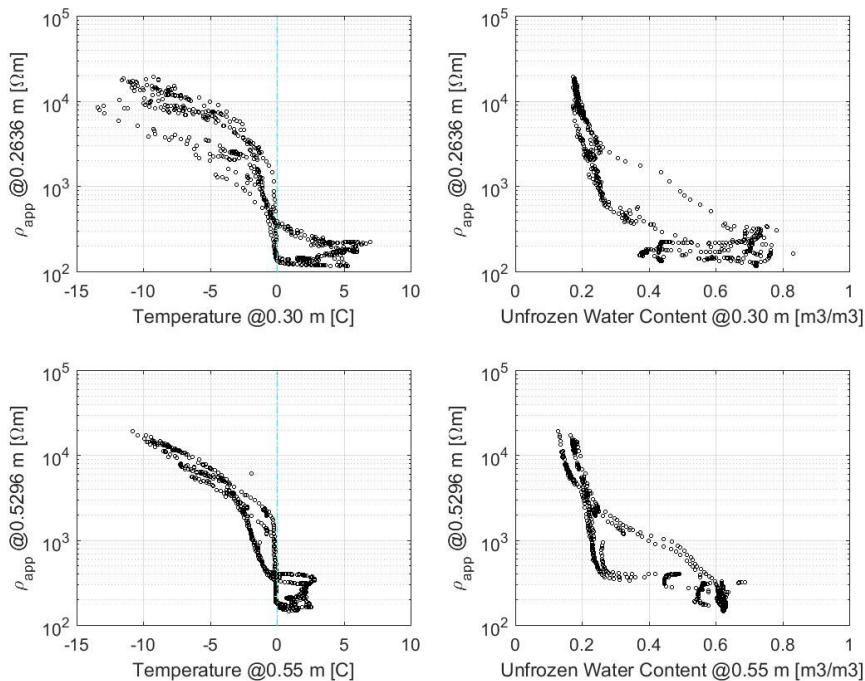 10^5
10^4
10^3
10^2
ρ_app @0.2636 m [Ωm]
-15 -10 -5 0 5 10
Temperature @0.30 m [C]
10^5
10^4
10^3
10^2
ρ_app @0.2636 m [Ωm]
0 0.2 0.4 0.6 0.8 1
Unfrozen Water Content @0.30 m [m3/m3]
10^5
10^4
10^3
10^2
ρ_app @0.5296 m [Ωm]
-15 -10 -5 0 5 10
Temperature @0.55 m [C]
10^5
10^4
10^3
10^2
ρ_app @0.5296 m [Ωm]
0 0.2 0.4 0.6 0.8 1
Unfrozen Water Content @0.55 m [m3/m3]